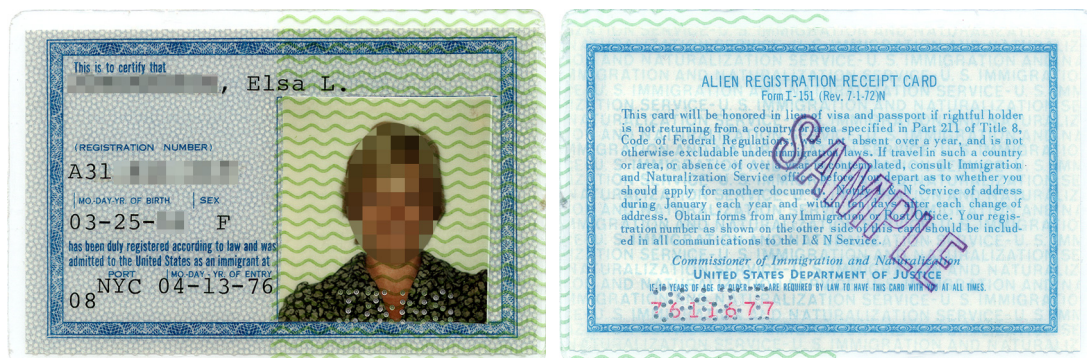 This is to certify that
, Elsa L.
(REGISTRATION NUMBER)
A31
MO.-DAY-YR. OF BIRTH SEX
03-25- F
has been duly registered according to law and was
admitted to the United States as an immigrant at
PORT MO.-DAY-YR. OF ENTRY
08 NYC 04-13-76
ALIEN REGISTRATION RECEIPT CARD
Form I-151 (Rev. 7-1-72)N
This card will be honored in lieu of visa and passport if rightful holder
is not returning from a country or area specified in Part 211 of Title 8,
Code of Federal Regulations, was not absent over a year, and is not
otherwise excludable under immigration laws. If travel in such a country
or area, or absence of over a year is contemplated, consult Immigration
and Naturalization Service office before you depart as to whether you
should apply for another document. Notify I & N Service of address
during January each year and within ten days after each change of
address. Obtain forms from any Immigration or Post Office. Your regis-
tration number as shown on the other side of this card should be includ-
ed in all communications to the I & N Service.
SAMPLE
Commissioner of Immigration and Naturalization
UNITED STATES DEPARTMENT OF JUSTICE
IF 18 YEARS OF AGE OR OLDER, YOU ARE REQUIRED BY LAW TO HAVE THIS CARD WITH YOU AT ALL TIMES.